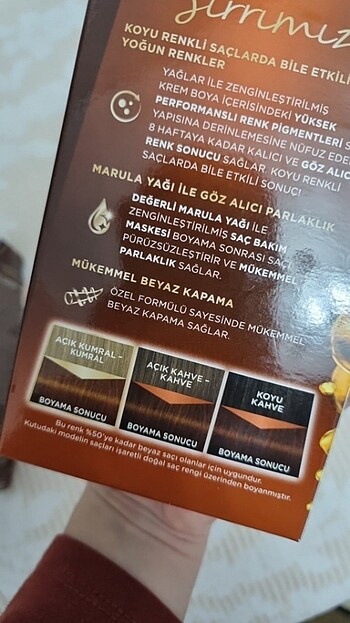 Sırrımız
KOYU RENKLİ SAÇLARDA BİLE ETKİLİ
YOĞUN RENKLER
YAĞLAR İLE ZENGİNLEŞTİRİLMİŞ
KREM BOYA İÇERİSİNDEKİ YÜKSEK
PERFORMANSLI RENK PİGMENTLERİ
YAPISINA DERİNLEMESİNE NÜFUZ EDE
8 HAFTAYA KADAR KALICI VE GÖZ ALIC
RENK SONUCU SAĞLAR. KOYU RENKLİ
SAÇLARDA BİLE ETKİLİ SONUÇ!
MARULA YAĞI İLE GÖZ ALICI PARLAKLIK
DEĞERLİ MARULA YAĞI İLE
ZENGİNLEŞTİRİLMİŞ SAÇ BAKIM
MASKESİ BOYAMA SONRASI SAÇI
PÜRÜZSÜZLEŞTİRİR VE MÜKEMMEL
PARLAKLIK SAĞLAR.
MÜKEMMEL BEYAZ KAPAMA
ÖZEL FORMÜLÜ SAYESİNDE MÜKEMMEL
BEYAZ KAPAMA SAĞLAR.
AÇIK KUMRAL -
KUMRAL
BOYAMA SONUCU
AÇIK KAHVE -
KAHVE
BOYAMA SONUCU
KOYU
KAHVE
BOYAMA SONUCU
Bu renk %50'ye kadar beyaz saçı olanlar için uygundur.
Kutudaki modelin saçları işaretli doğal saç rengi üzerinden boyanmıştır.